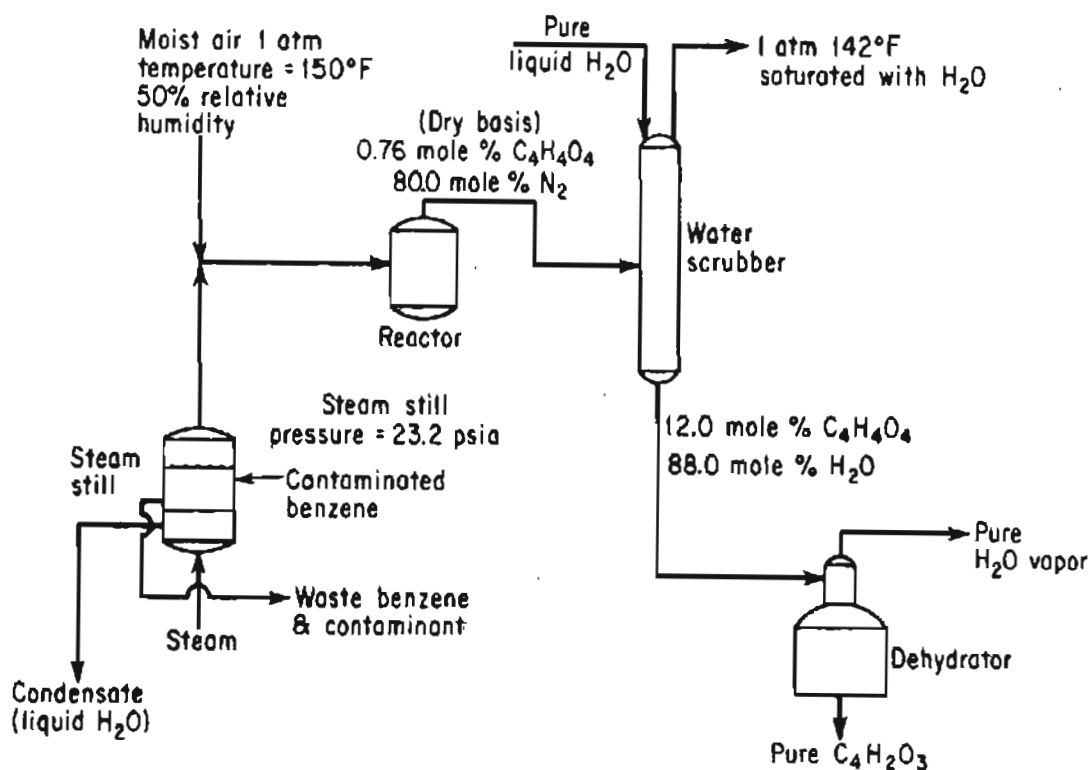 Moist air 1 atm
temperature = 150°F
50% relative
humidity
Pure
liquid H₂O
1 atm 142°F
saturated with H₂O
(Dry basis)
0.76 mole % C₄H₄O₄
80.0 mole % N₂
Water
scrubber
Reactor
Steam still
pressure = 23.2 psia
Steam
still
Contaminated
benzene
12.0 mole % C₄H₄O₄
88.0 mole % H₂O
Pure
H₂O vapor
Waste benzene
& contaminant
Steam
Dehydrator
Condensate
(liquid H₂O)
Pure C₄H₂O₃